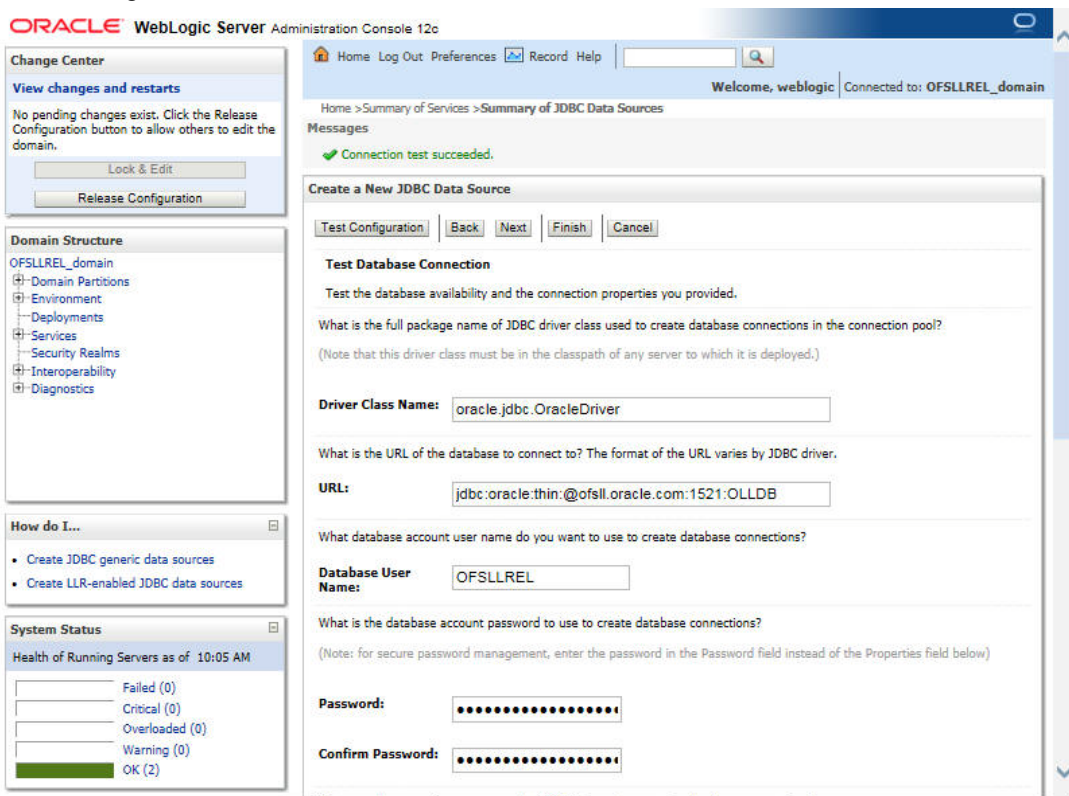 ORACLE WebLogic Server Administration Console 12c
Change Center
View changes and restarts
No pending changes exist. Click the Release
Configuration button to allow others to edit the
domain.
Lock & Edit
Release Configuration
Domain Structure
OFSLLREL_domain
Domain Partitions
Environment
Deployments
Services
Security Realms
Interoperability
Diagnostics
How do I...
Create JDBC generic data sources
Create LLR-enabled JDBC data sources
System Status
Health of Running Servers as of 10:05 AM
Failed (0)
Critical (0)
Overloaded (0)
Warning (0)
OK (2)
Home Log Out Preferences Record Help
Welcome, weblogic Connected to: OFSLLREL_domain
Home >Summary of Services >Summary of JDBC Data Sources
Messages
Connection test succeeded.
Create a New JDBC Data Source
Test Configuration Back Next Finish Cancel
Test Database Connection
Test the database availability and the connection properties you provided.
What is the full package name of JDBC driver class used to create database connections in the connection pool?
(Note that this driver class must be in the classpath of any server to which it is deployed.)
Driver Class Name: oracle.jdbc.OracleDriver
What is the URL of the database to connect to? The format of the URL varies by JDBC driver.
URL: jdbc:oracle:thin:@ofsll.oracle.com:1521:OLLDB
What database account user name do you want to use to create database connections?
Database User
Name: OFSLLREL
What is the database account password to use to create database connections?
(Note: for secure password management, enter the password in the Password field instead of the Properties field below)
Password:
Confirm Password: